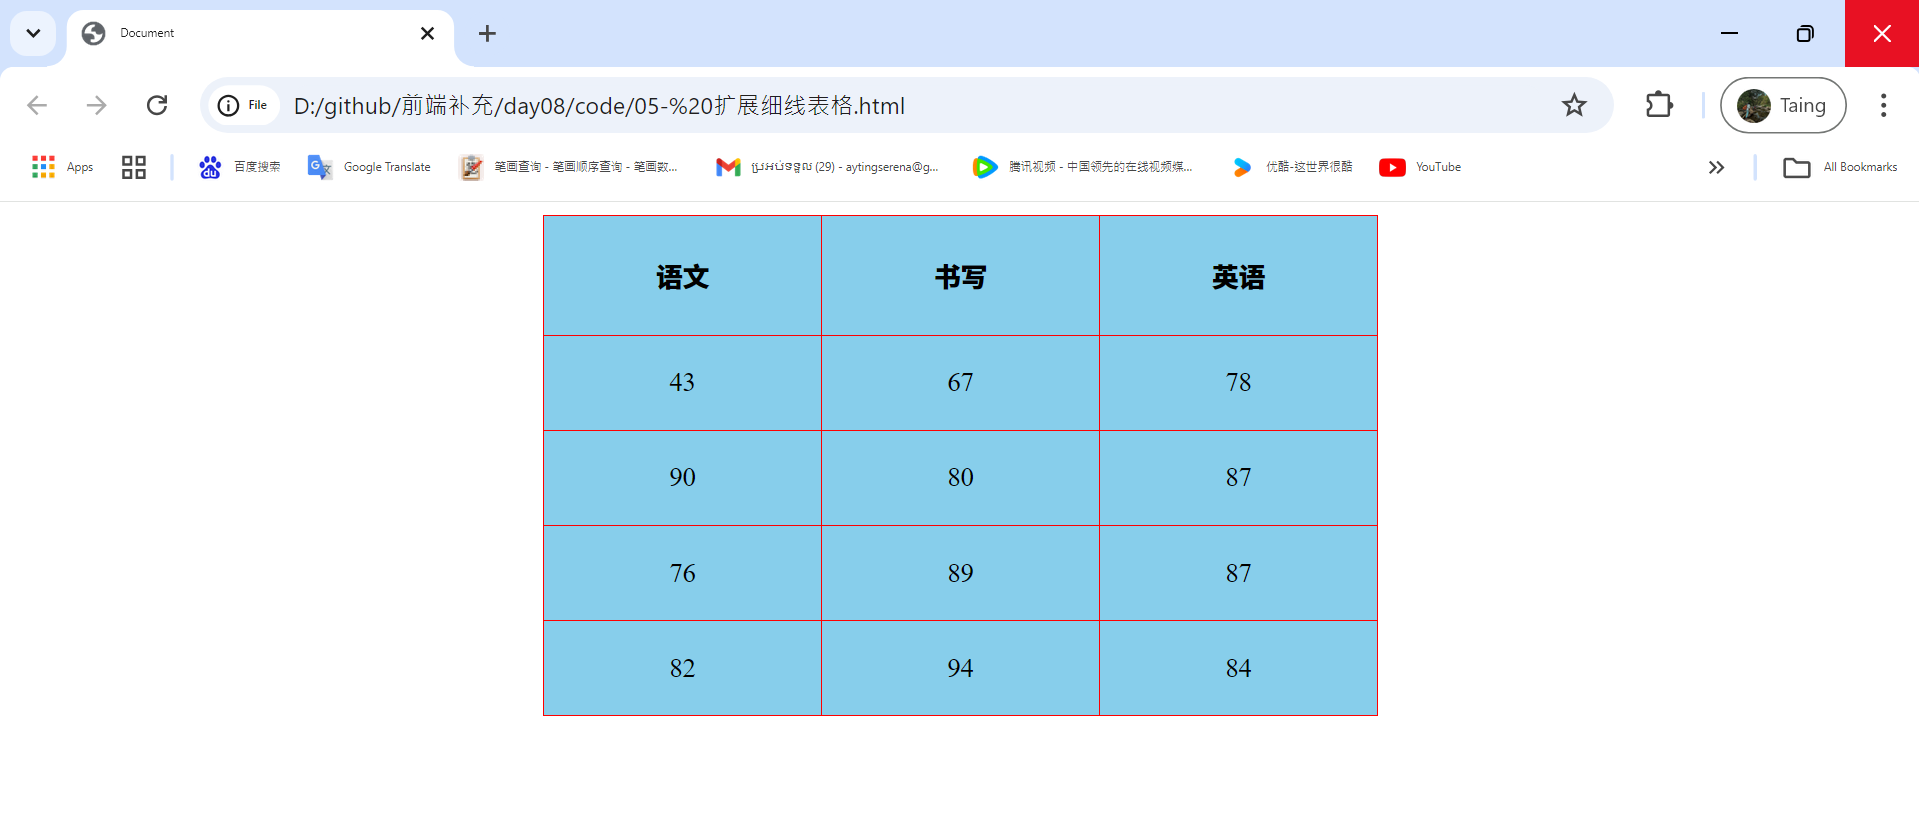 Document
File
D:/github/前端补充/day08/code/05-%20扩展细线表格.html
Taing
Apps
百度搜索
Google Translate
笔画查询 - 笔画顺序查询 - 笔画数...
ប្រអប់ទទួល (29) - aytingserena@g...
腾讯视频 - 中国领先的在线视频媒...
优酷-这世界很酷
YouTube
All Bookmarks
语文 书写 英语
43 67 78
90 80 87
76 89 87
82 94 84